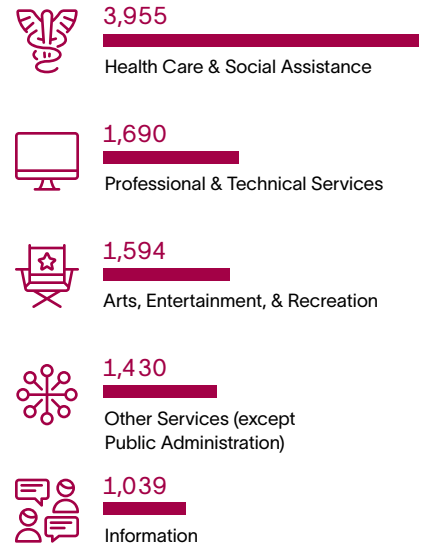 3,955
Health Care & Social Assistance
1,690
Professional & Technical Services
1,594
Arts, Entertainment, & Recreation
1,430
Other Services (except
Public Administration)
1,039
Information